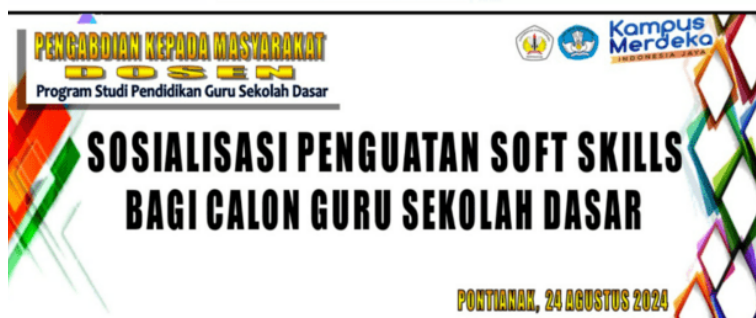 PENGABDIAN KEPADA MASYARAKAT
DOSEN
Program Studi Pendidikan Guru Sekolah Dasar
Kampus
Merdeka
INDONESIA JAYA
SOSIALISASI PENGUATAN SOFT SKILLS
BAGI CALON GURU SEKOLAH DASAR
PONTIANAK, 24 AGUSTUS 2024